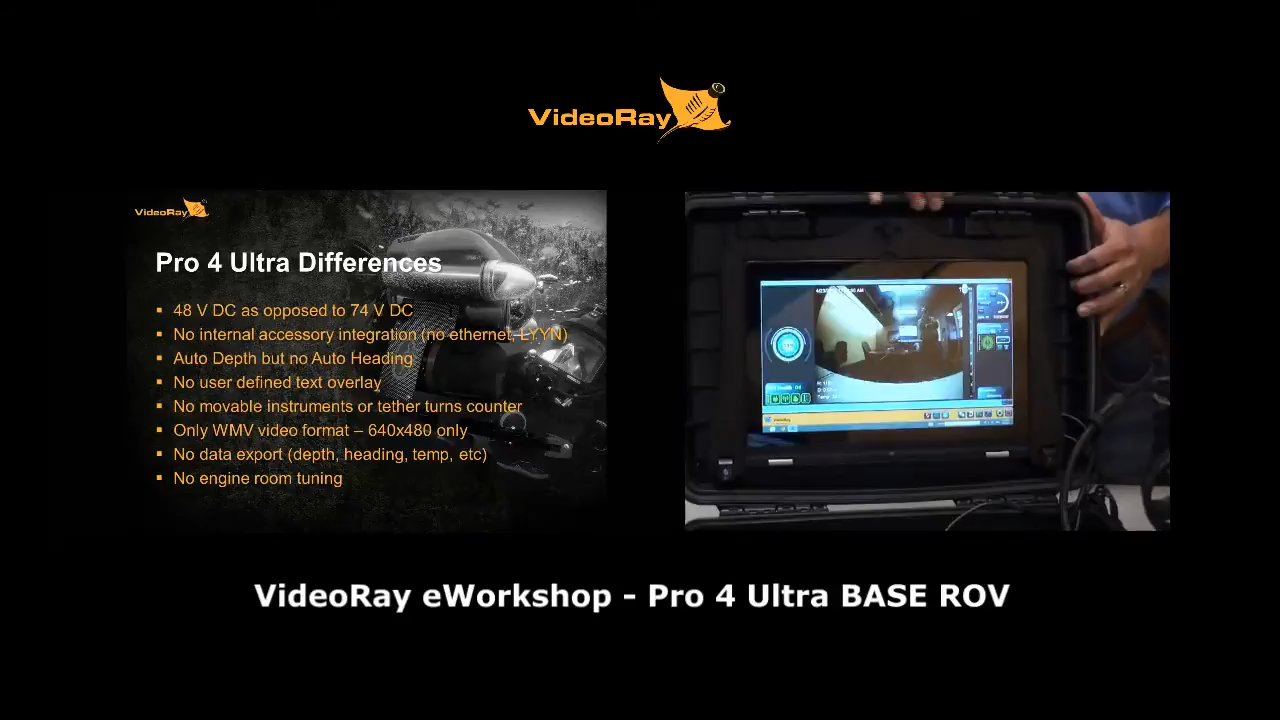 VideoRay
VideoRay
Pro 4 Ultra Differences
▪ 48 V DC as opposed to 74 V DC
▪ No internal accessory integration (no ethernet, LYYN)
▪ Auto Depth but no Auto Heading
▪ No user defined text overlay
▪ No movable instruments or tether turns counter
▪ Only WMV video format – 640x480 only
▪ No data export (depth, heading, temp, etc)
▪ No engine room tuning
VideoRay eWorkshop - Pro 4 Ultra BASE ROV